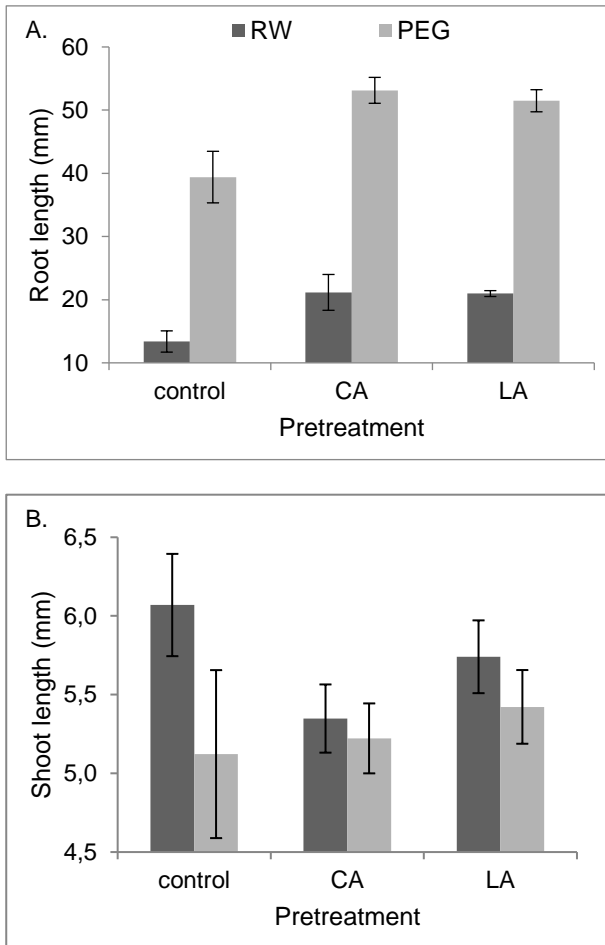 A.
RW PEG
60
50
40
30
20
10
Root length (mm)
control CA LA
Pretreatment
B.
6,5
6,0
5,5
5,0
4,5
Shoot length (mm)
control CA LA
Pretreatment